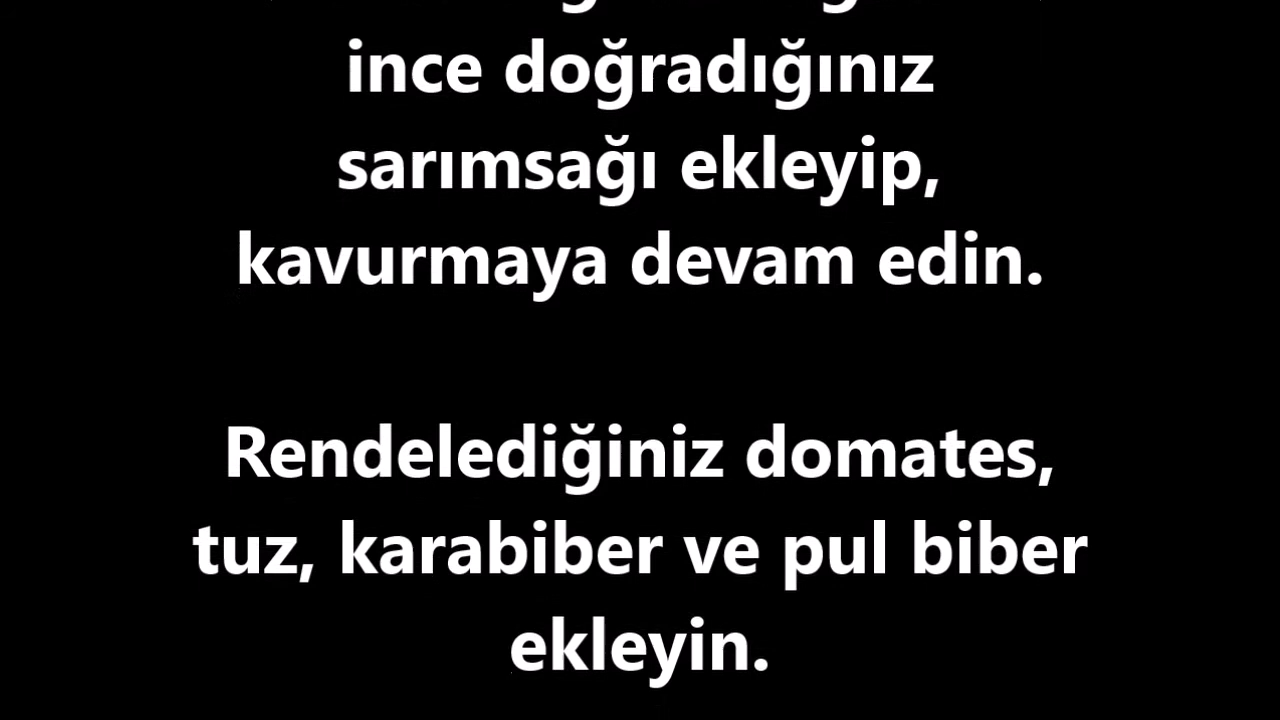 ince doğradığınız
sarımsağı ekleyip,
kavurmaya devam edin.
Rendelediğiniz domates,
tuz, karabiber ve pul biber
ekleyin.